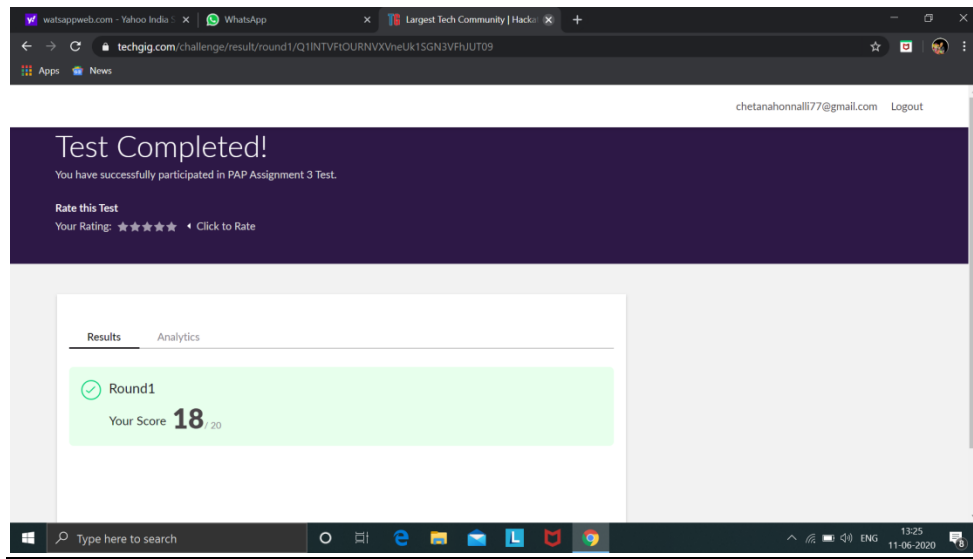 watsappweb.com - Yahoo India S
WhatsApp
TG Largest Tech Community | Hacka
techgig.com/challenge/result/round1/Q1lNTVFtOURNVXVneUk1SGN3VFhJUT09
Apps News
chetanahonnalli77@gmail.com Logout
Test Completed!
You have successfully participated in PAP Assignment 3 Test.
Rate this Test
Your Rating: Click to Rate
Results Analytics
Round1
Your Score 18 / 20
Type here to search
L
ENG
13:25
11-06-2020
8